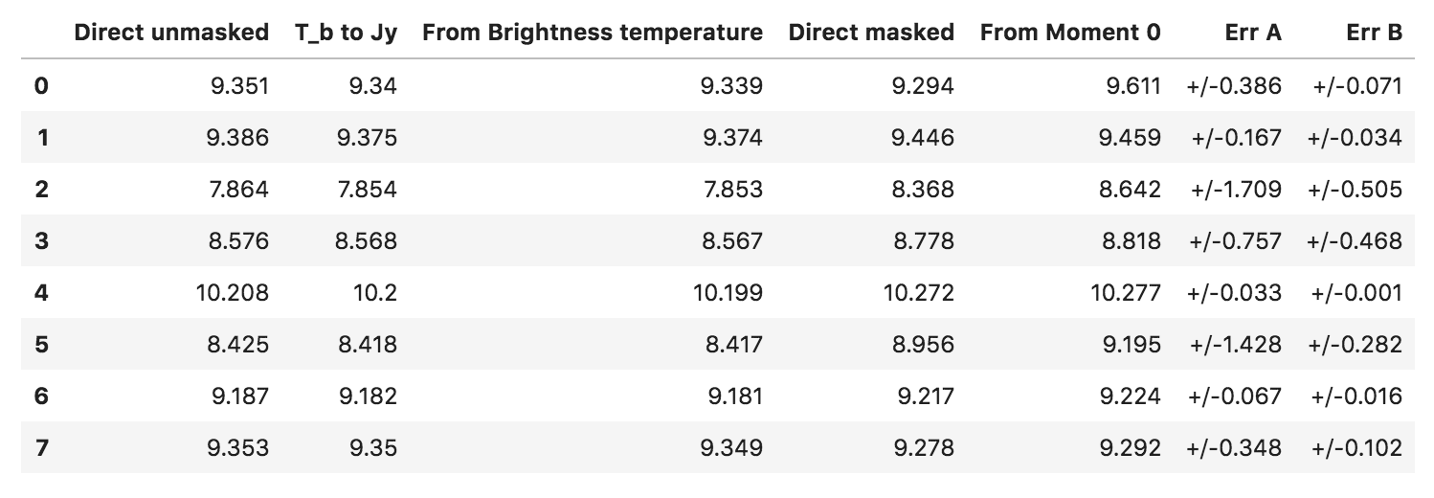 Direct unmasked T_b to Jy From Brightness temperature Direct masked From Moment 0 Err A Err B
0 9.351 9.34 9.339 9.294 9.611 +/-0.386 +/-0.071
1 9.386 9.375 9.374 9.446 9.459 +/-0.167 +/-0.034
2 7.864 7.854 7.853 8.368 8.642 +/-1.709 +/-0.505
3 8.576 8.568 8.567 8.778 8.818 +/-0.757 +/-0.468
4 10.208 10.2 10.199 10.272 10.277 +/-0.033 +/-0.001
5 8.425 8.418 8.417 8.956 9.195 +/-1.428 +/-0.282
6 9.187 9.182 9.181 9.217 9.224 +/-0.067 +/-0.016
7 9.353 9.35 9.349 9.278 9.292 +/-0.348 +/-0.102